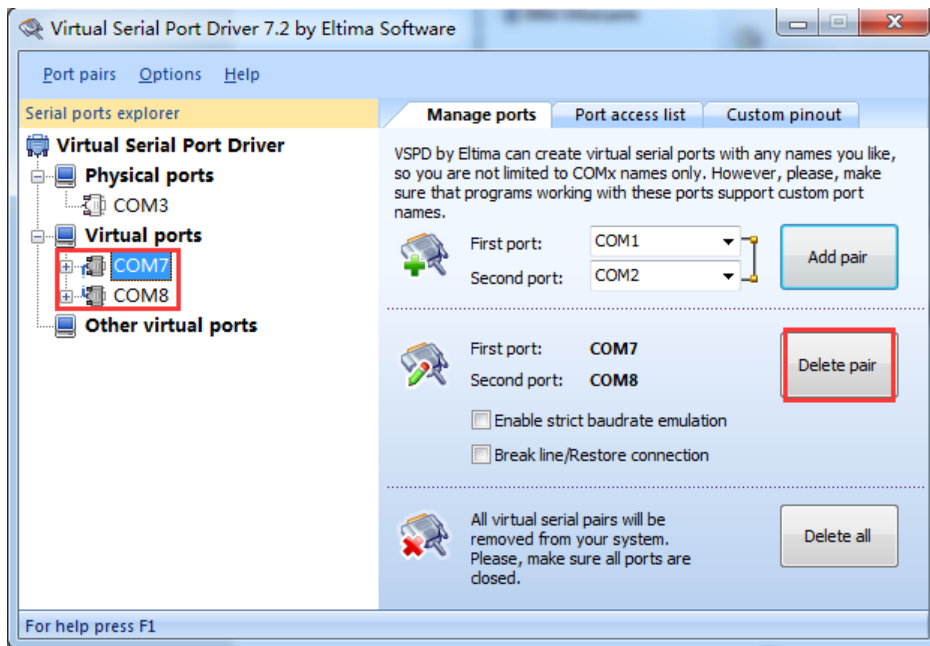 Virtual Serial Port Driver 7.2 by Eltima Software
Port pairs Options Help
Serial ports explorer
Virtual Serial Port Driver
Physical ports
COM3
Virtual ports
COM7
COM8
Other virtual ports
Manage ports Port access list Custom pinout
VSPD by Eltima can create virtual serial ports with any names you like,
so you are not limited to COMx names only. However, please, make
sure that programs working with these ports support custom port
names.
First port: COM1
Second port: COM2
Add pair
First port: COM7
Second port: COM8
Delete pair
Enable strict baudrate emulation
Break line/Restore connection
All virtual serial pairs will be
removed from your system.
Please, make sure all ports are
closed.
Delete all
For help press F1